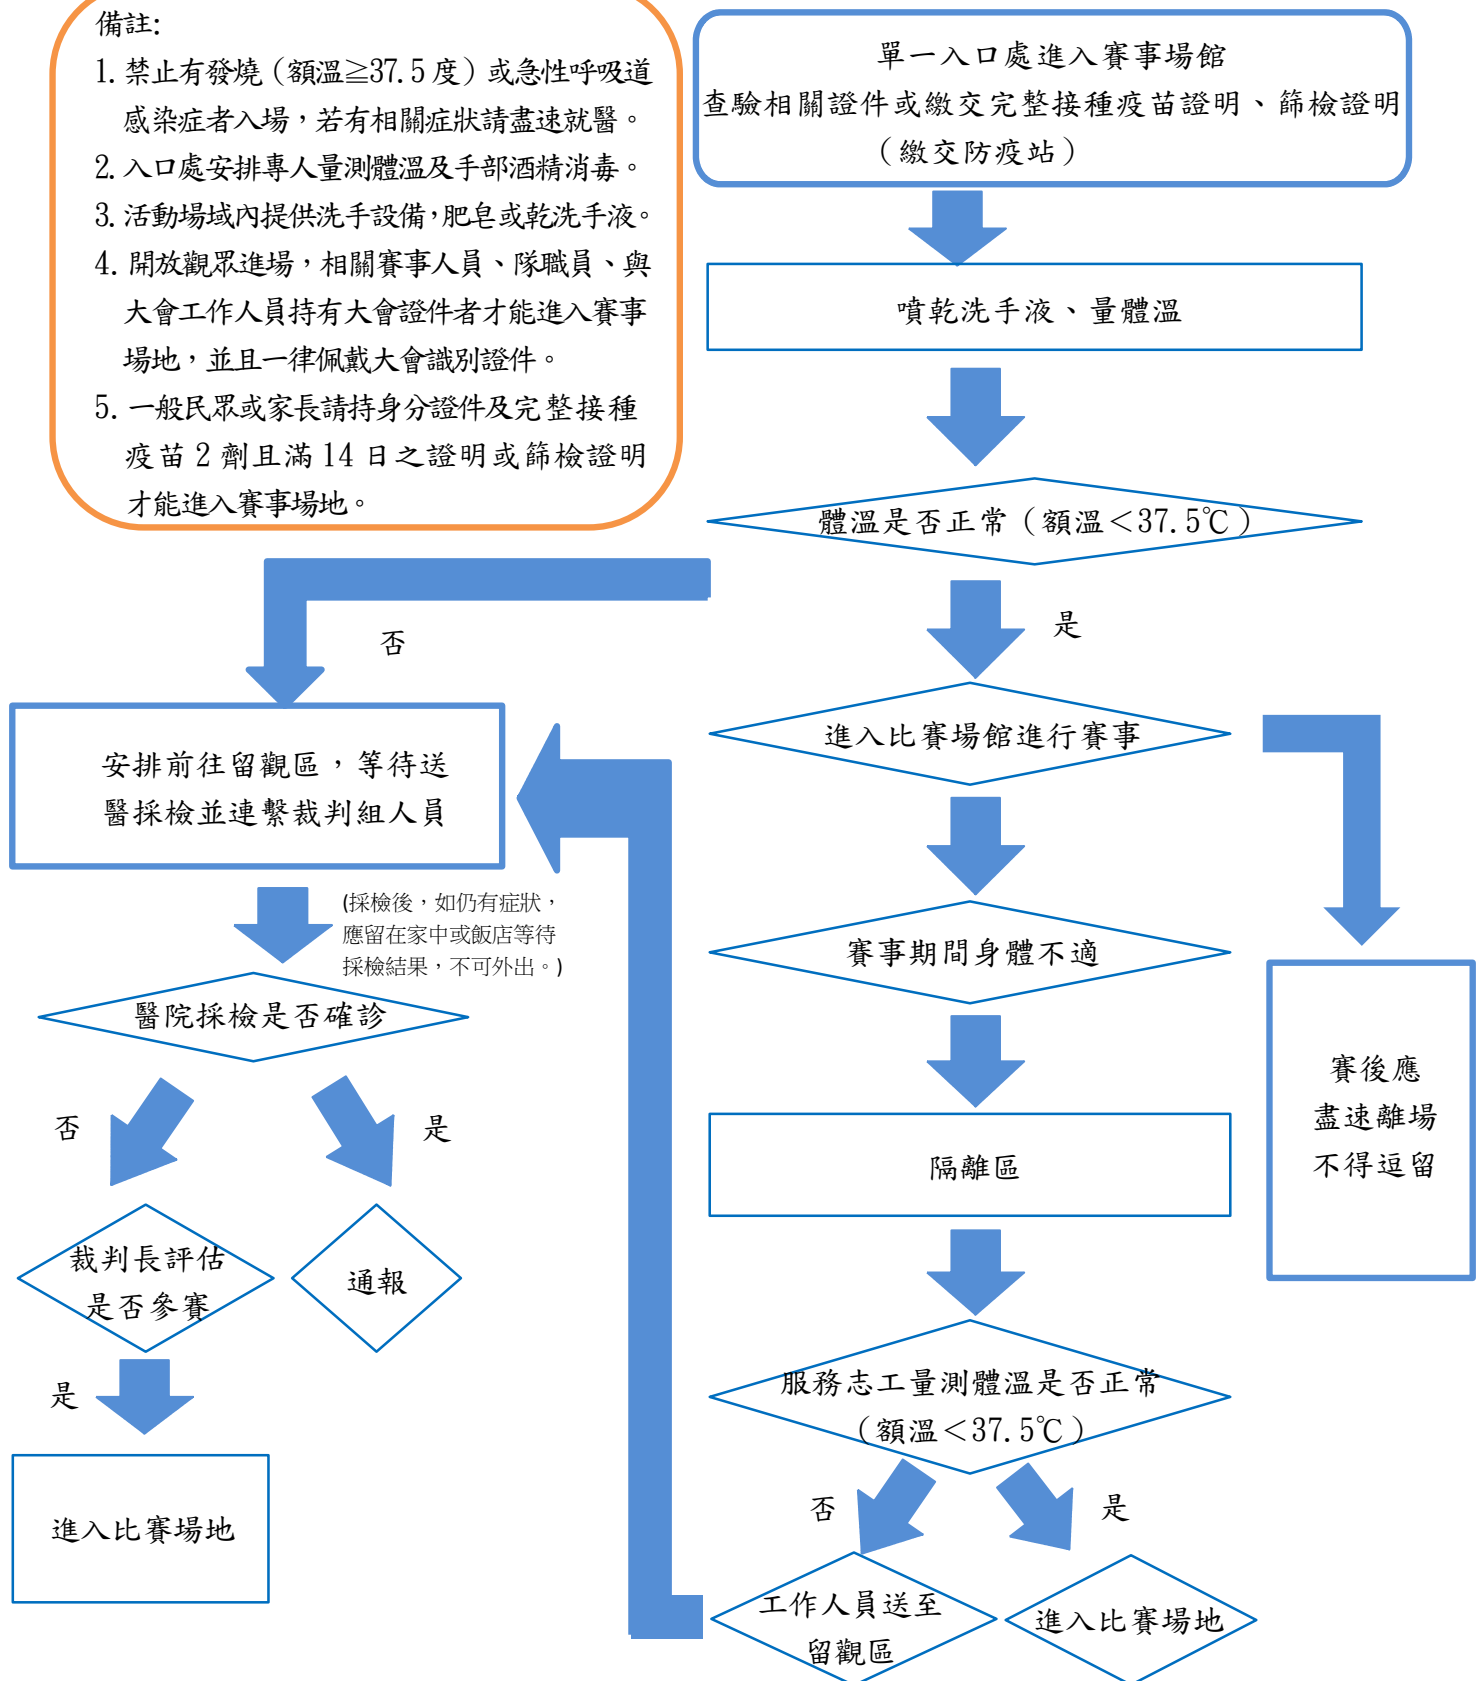 備註:
1. 禁止有發燒（額溫≧37.5 度）或急性呼吸道
感染症者入場，若有相關症狀請盡速就醫。
2. 入口處安排專人量測體溫及手部酒精消毒。
3. 活動場域內提供洗手設備，肥皂或乾洗手液。
4. 開放觀眾進場，相關賽事人員、隊職員、與
大會工作人員持有大會證件者才能進入賽事
場地，並且一律佩戴大會識別證件。
5. 一般民眾或家長請持身分證件及完整接種
疫苗 2 劑且滿 14 日之證明或篩檢證明
才能進入賽事場地。
單一入口處進入賽事場館
查驗相關證件或繳交完整接種疫苗證明、篩檢證明
（繳交防疫站）
噴乾洗手液、量體溫
體溫是否正常（額溫＜37.5℃）
否
是
安排前往留觀區，等待送
醫採檢並連繫裁判組人員
進入比賽場館進行賽事
(採檢後，如仍有症狀，
應留在家中或飯店等待
採檢結果，不可外出。)
賽事期間身體不適
醫院採檢是否確診
賽後應
盡速離場
不得逗留
否
是
隔離區
裁判長評估
是否參賽
通報
是
服務志工量測體溫是否正常
（額溫＜37.5℃）
進入比賽場地
否
是
工作人員送至
留觀區
進入比賽場地